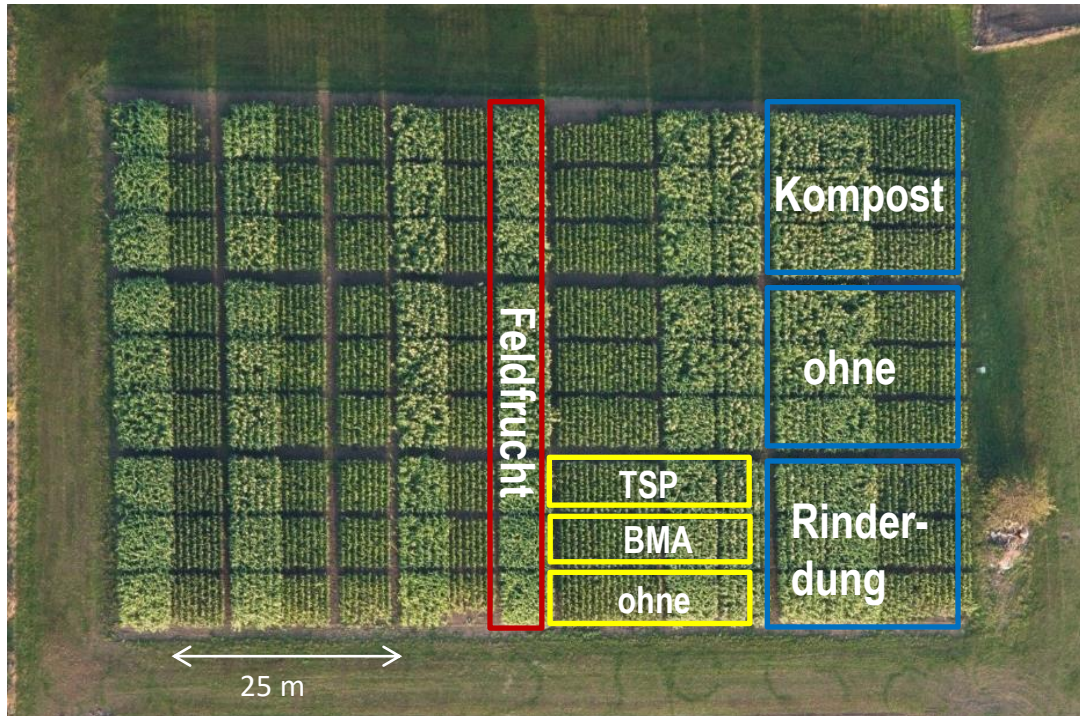 Kompost
Feldfrucht
ohne
TSP
BMA
ohne
Rinder-
dung
25 m